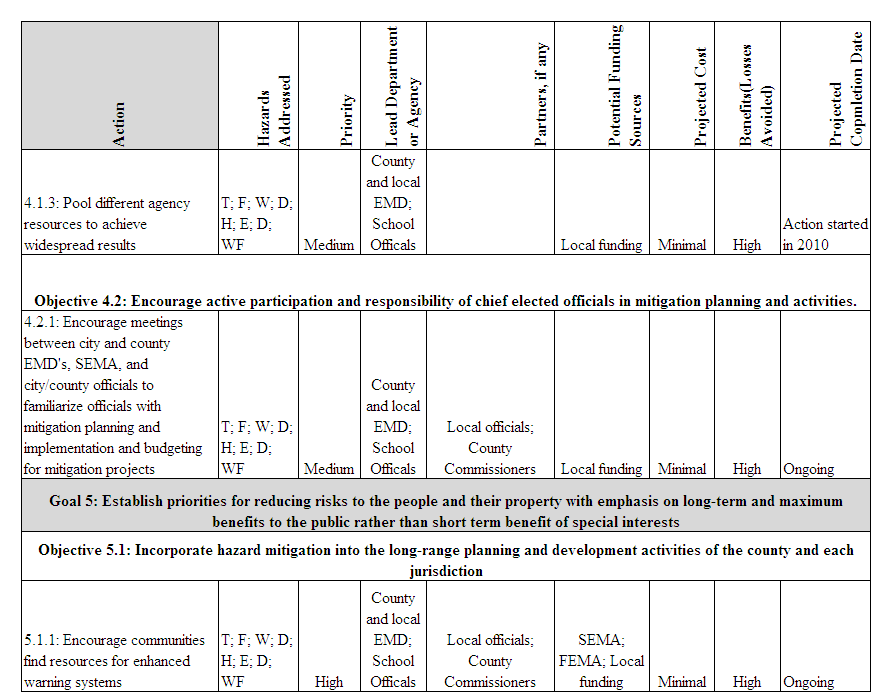 Action
Hazards
Addressed
Priority
Lead Department
or Agency
Partners, if any
Potential Funding
Sources
Projected Cost
Benefits(Losses
Avoided)
Projected
Copmletion Date
4.1.3: Pool different agency
resources to achieve
widespread results
T; F; W; D;
H; E; D;
WF
Medium
County
and local
EMD;
School
Officals
Local funding
Minimal
High
Action started
in 2010
Objective 4.2: Encourage active participation and responsibility of chief elected officials in mitigation planning and activities.
4.2.1: Encourage meetings
between city and county
EMD's, SEMA, and
city/county officials to
familiarize officials with
mitigation planning and
implementation and budgeting
for mitigation projects
T; F; W; D;
H; E; D;
WF
Medium
County
and local
EMD;
School
Officals
Local officials;
County
Commissioners
Local funding
Minimal
High
Ongoing
Goal 5: Establish priorities for reducing risks to the people and their property with emphasis on long-term and maximum
benefits to the public rather than short term benefit of special interests
Objective 5.1: Incorporate hazard mitigation into the long-range planning and development activities of the county and each
jurisdiction
5.1.1: Encourage communities
find resources for enhanced
warning systems
T; F; W; D;
H; E; D;
WF
High
County
and local
EMD;
School
Officals
Local officials;
County
Commissioners
SEMA;
FEMA; Local
funding
Minimal
High
Ongoing